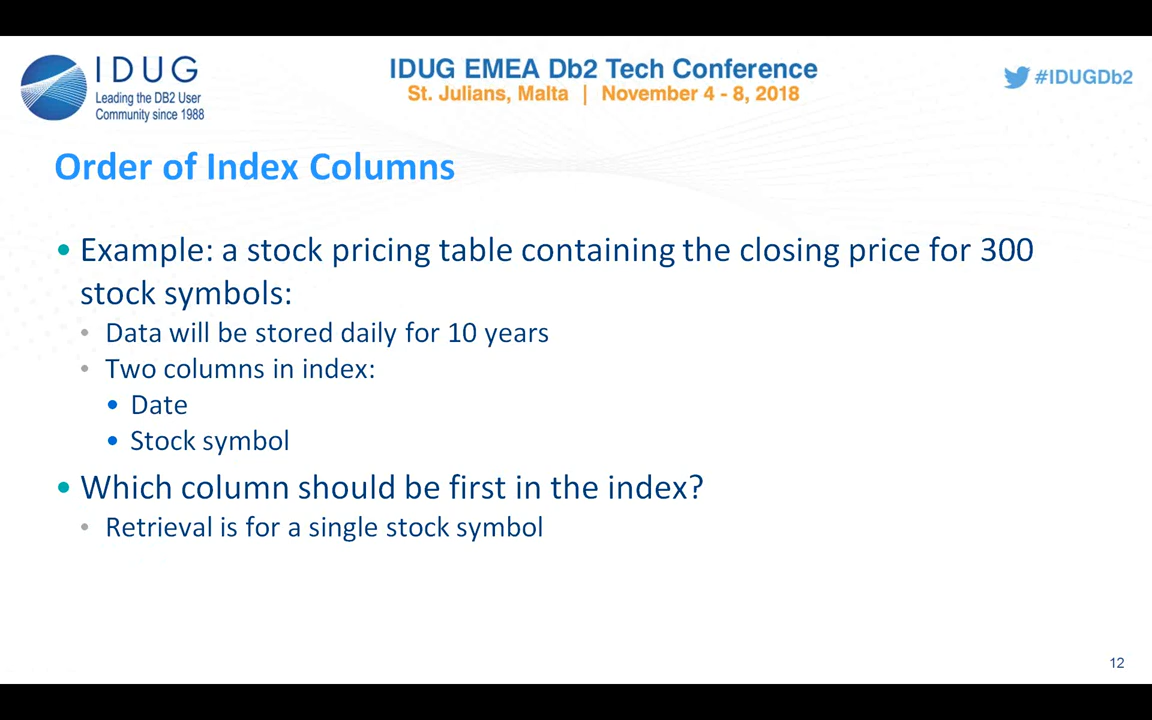 IDUG
Leading the DB2 User
Community since 1988
IDUG EMEA Db2 Tech Conference
St. Julians, Malta | November 4 - 8, 2018
#IDUGDb2
Order of Index Columns
• Example: a stock pricing table containing the closing price for 300
stock symbols:
• Data will be stored daily for 10 years
• Two columns in index:
• Date
• Stock symbol
• Which column should be first in the index?
• Retrieval is for a single stock symbol
12